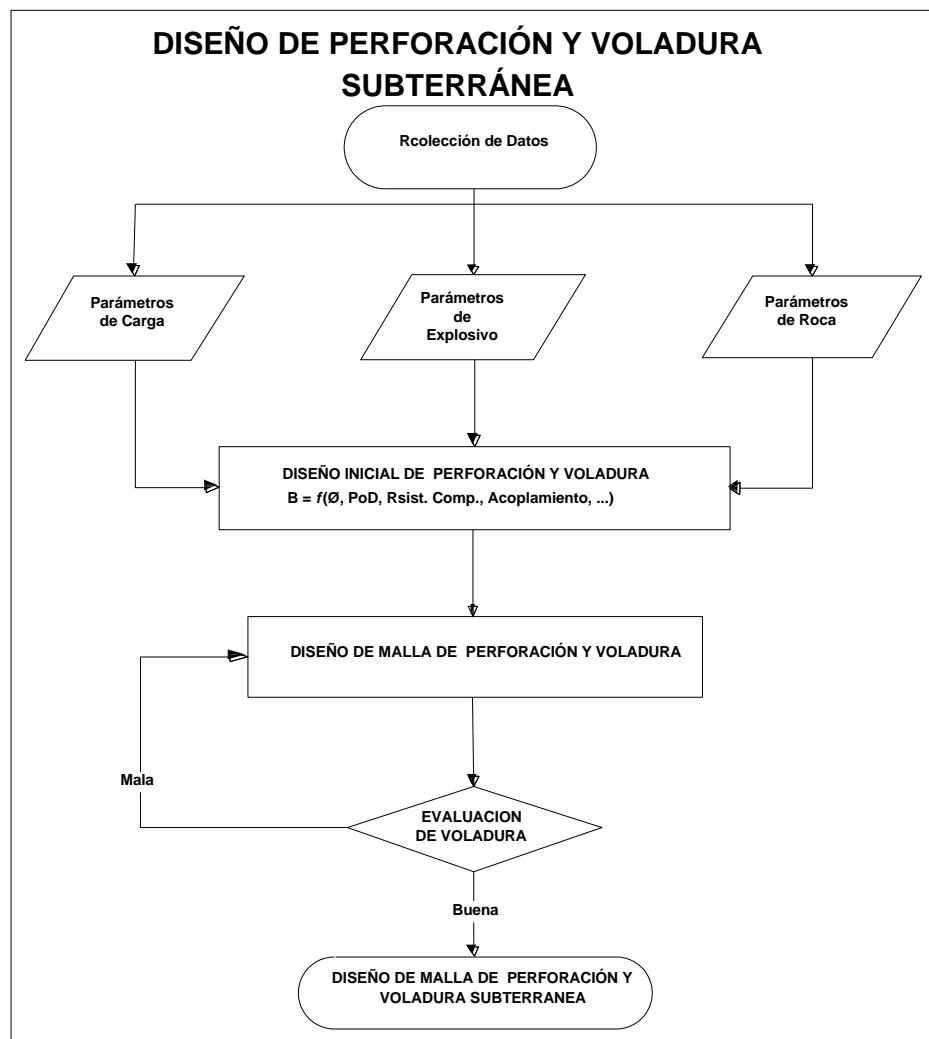 DISEÑO DE PERFORACIÓN Y VOLADURA
SUBTERRÁNEA
Rcolección de Datos
Parámetros
de Carga
Parámetros
de
Explosivo
Parámetros
de Roca
DISEÑO INICIAL DE PERFORACIÓN Y VOLADURA
B = f(Ø, PoD, Rsist. Comp., Acoplamiento, ...)
DISEÑO DE MALLA DE PERFORACIÓN Y VOLADURA
Mala
EVALUACION
DE VOLADURA
Buena
DISEÑO DE MALLA DE PERFORACIÓN Y
VOLADURA SUBTERRANEA